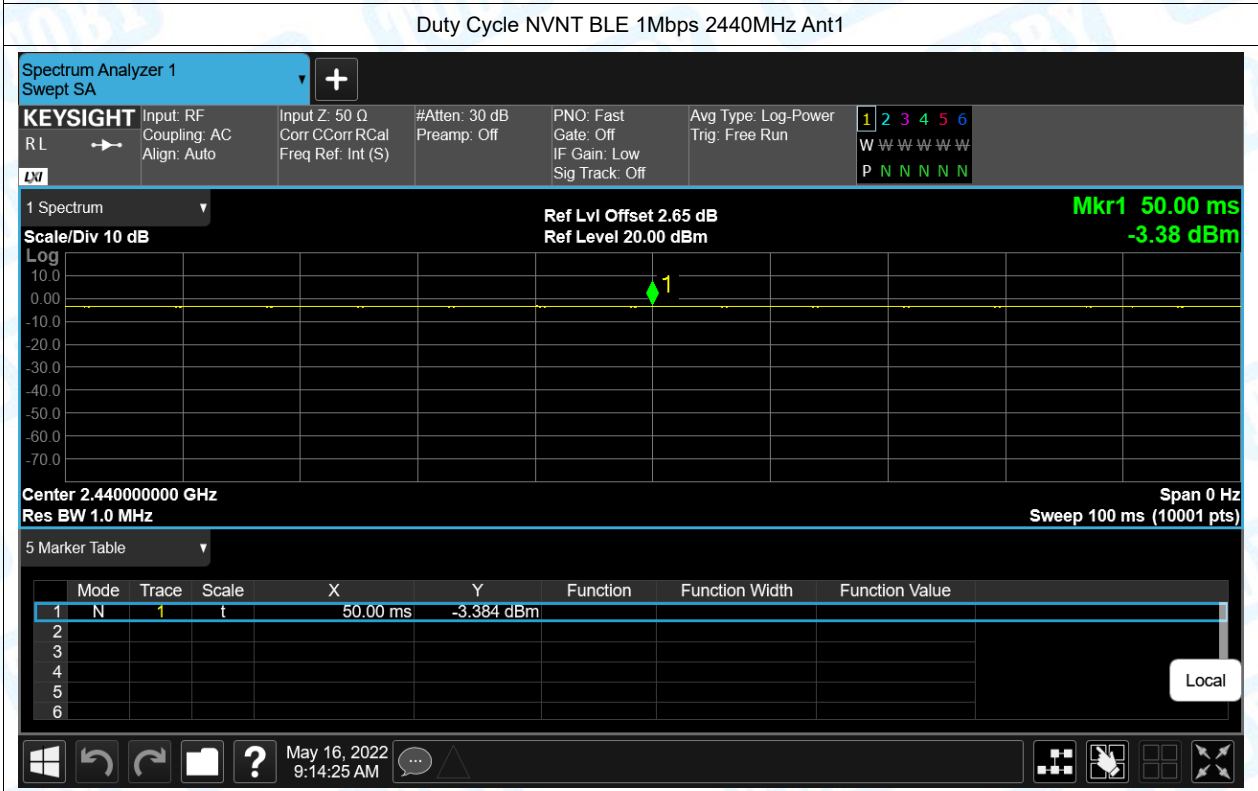 Duty Cycle NVNT BLE 1Mbps 2440MHz Ant1
Spectrum Analyzer 1
Swept SA
KEYSIGHT
RL
LXI
Input: RF
Coupling: AC
Align: Auto
Input Z: 50 Ω
Corr CCorr RCal
Freq Ref: Int (S)
#Atten: 30 dB
Preamp: Off
PNO: Fast
Gate: Off
IF Gain: Low
Sig Track: Off
Avg Type: Log-Power
Trig: Free Run
1 2 3 4 5 6
W W W W W W
P N N N N N
1 Spectrum
Scale/Div 10 dB
Ref Lvl Offset 2.65 dB
Ref Level 20.00 dBm
Mkr1 50.00 ms
-3.38 dBm
Log
10.0
0.00
-10.0
-20.0
-30.0
-40.0
-50.0
-60.0
-70.0
1
Center 2.440000000 GHz
Res BW 1.0 MHz
Span 0 Hz
Sweep 100 ms (10001 pts)
5 Marker Table
Mode Trace Scale X Y Function Function Width Function Value
1 N 1 t 50.00 ms -3.384 dBm
2
3
4
5
6
Local
?
May 16, 2022
9:14:25 AM